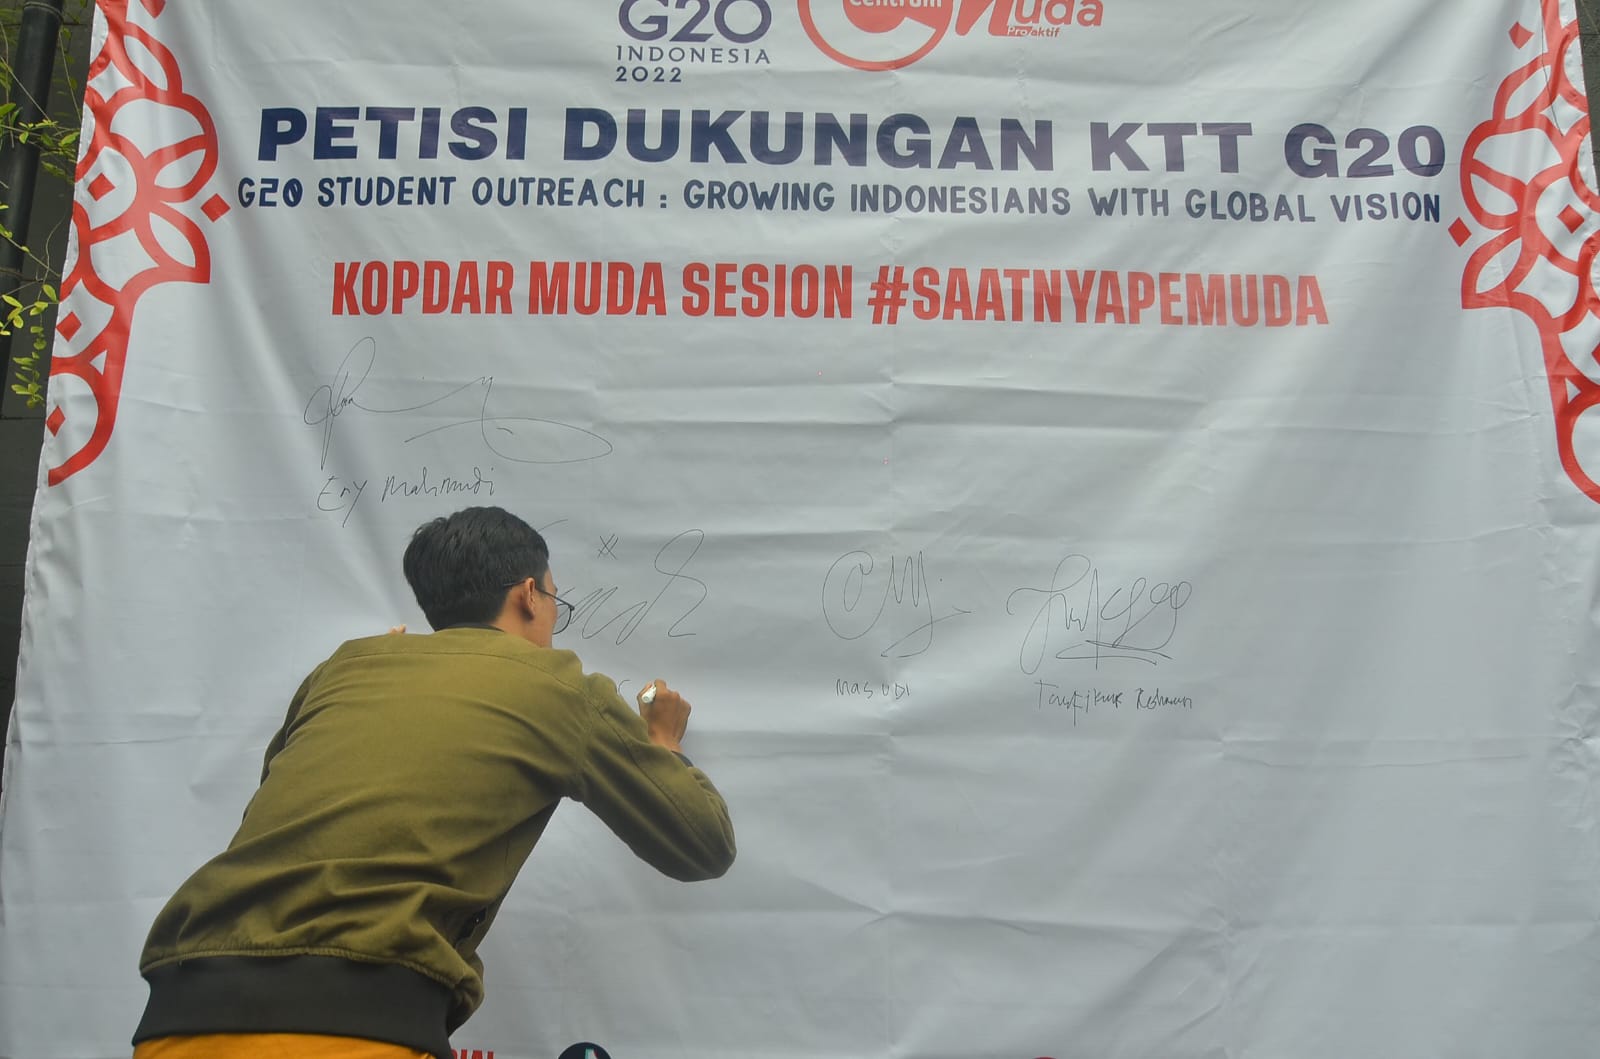 G20
INDONESIA
2022
Centrum
Muda
Proaktif
PETISI DUKUNGAN KTT G20
G20 STUDENT OUTREACH : GROWING INDONESIANS WITH GLOBAL VISION
KOPDAR MUDA SESION #SAATNYAPEMUDA
Ery Mahmudi
MASUDI